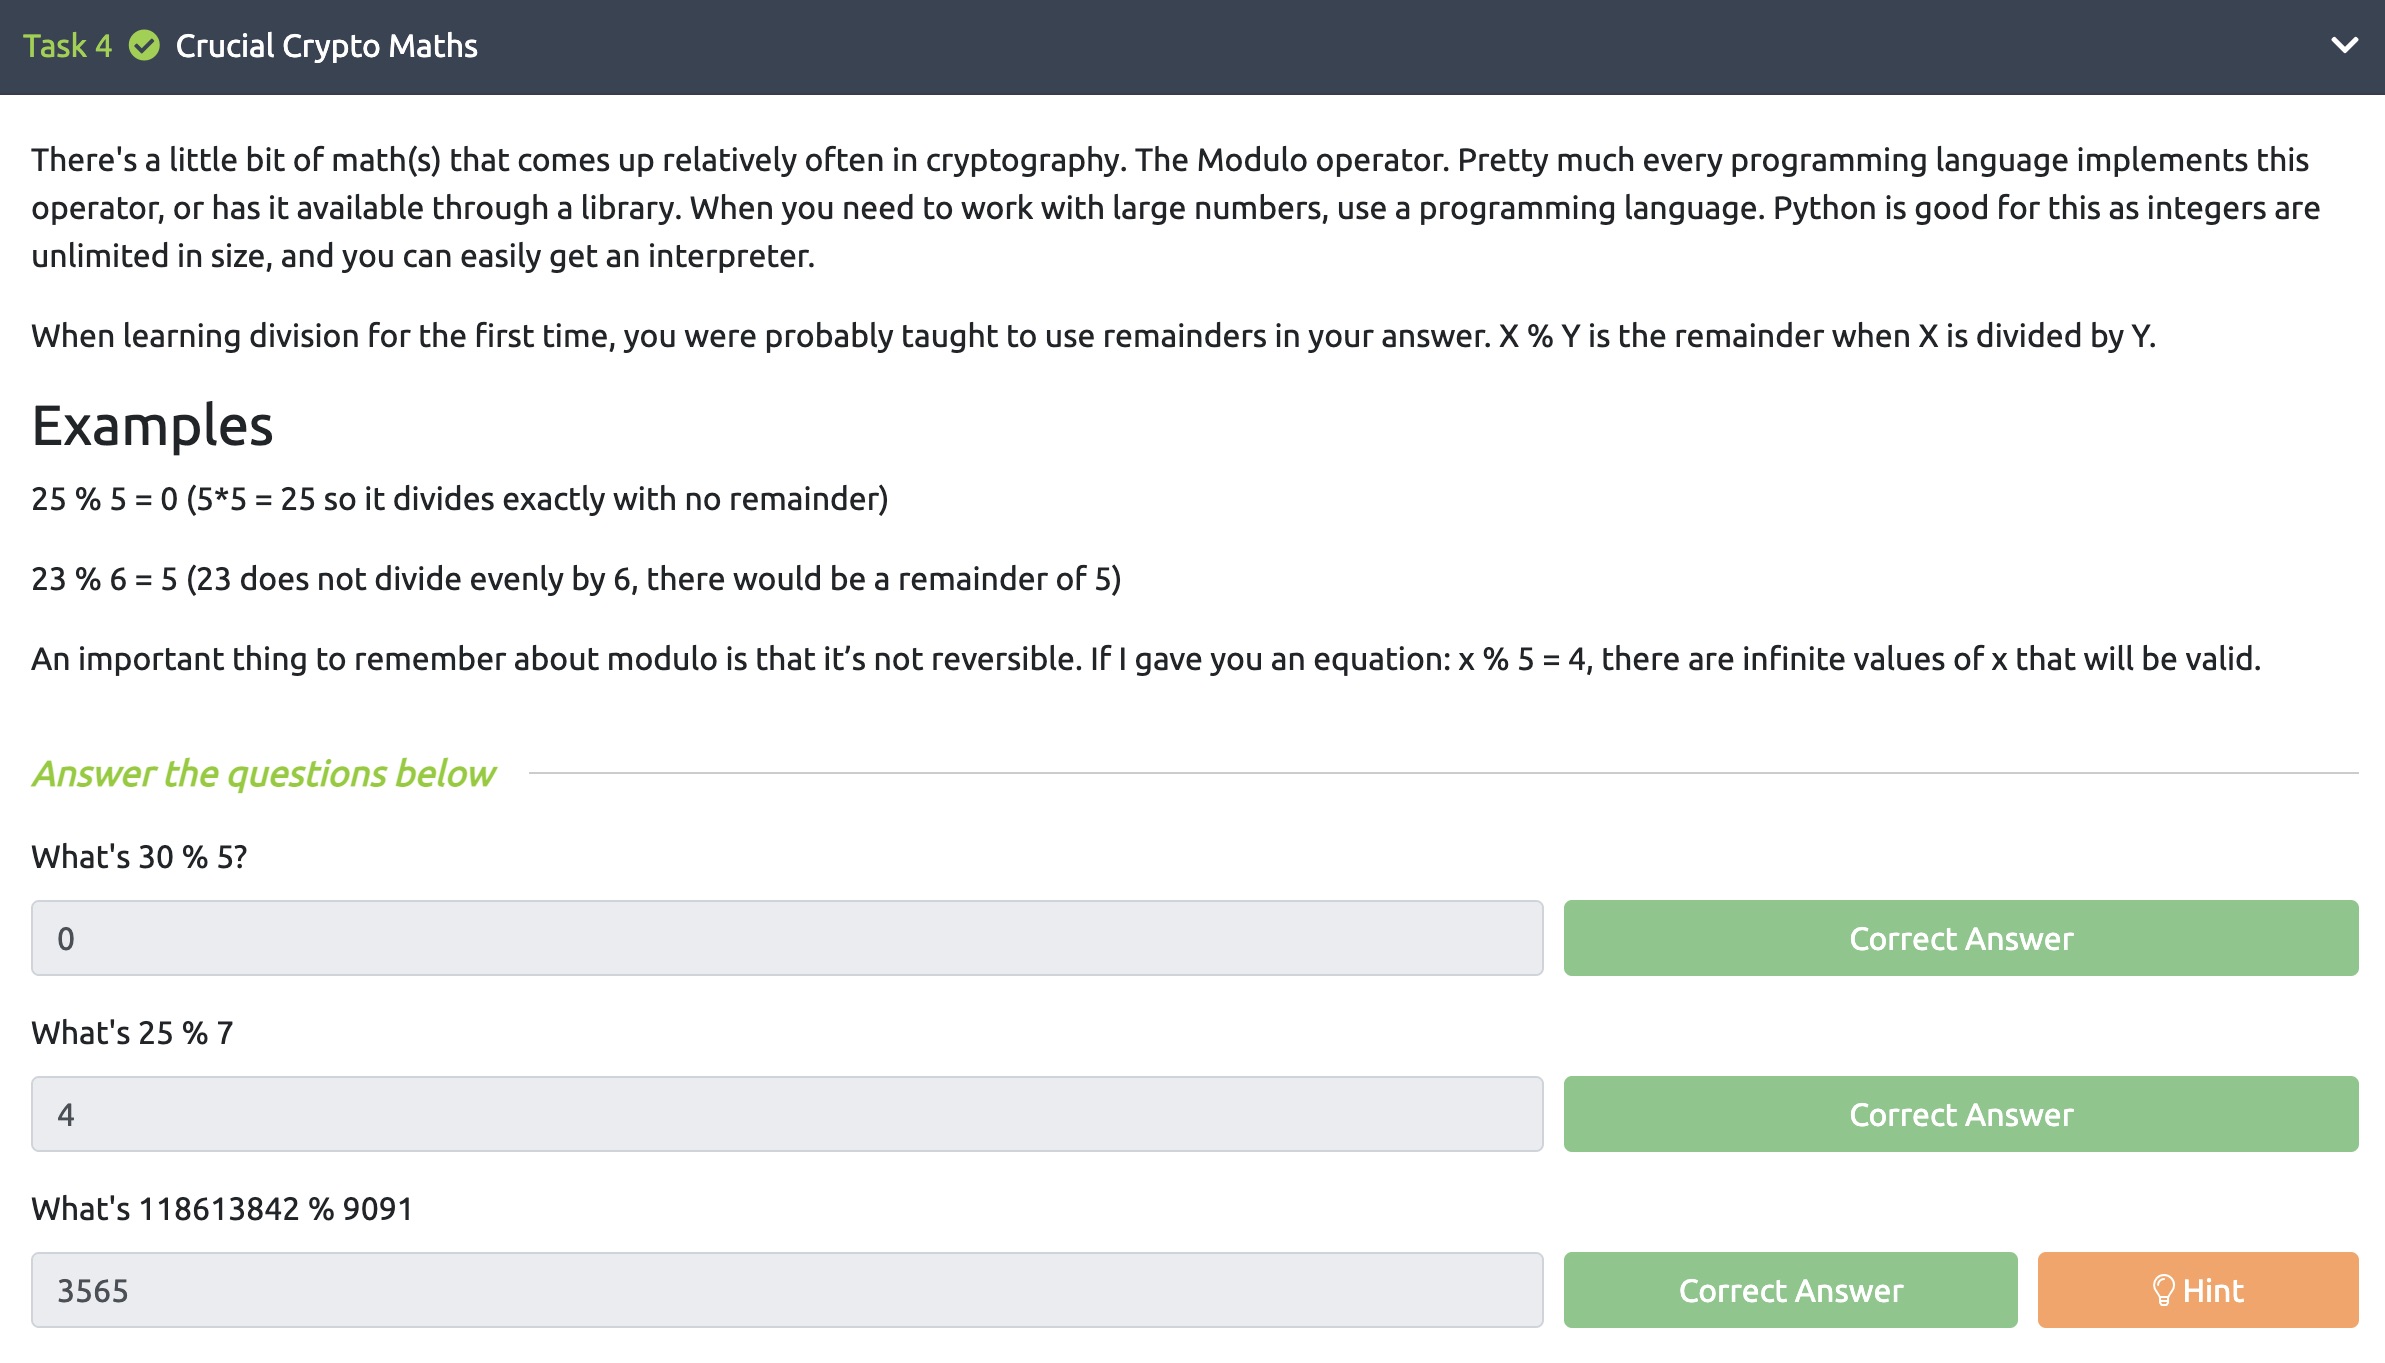 Task 4 Crucial Crypto Maths
There's a little bit of math(s) that comes up relatively often in cryptography. The Modulo operator. Pretty much every programming language implements this
operator, or has it available through a library. When you need to work with large numbers, use a programming language. Python is good for this as integers are
unlimited in size, and you can easily get an interpreter.
When learning division for the first time, you were probably taught to use remainders in your answer. X % Y is the remainder when X is divided by Y.
Examples
25 % 5 = 0 (5*5 = 25 so it divides exactly with no remainder)
23 % 6 = 5 (23 does not divide evenly by 6, there would be a remainder of 5)
An important thing to remember about modulo is that it’s not reversible. If I gave you an equation: x % 5 = 4, there are infinite values of x that will be valid.
Answer the questions below
What's 30 % 5?
0
Correct Answer
What's 25 % 7
4
Correct Answer
What's 118613842 % 9091
3565
Correct Answer
Hint